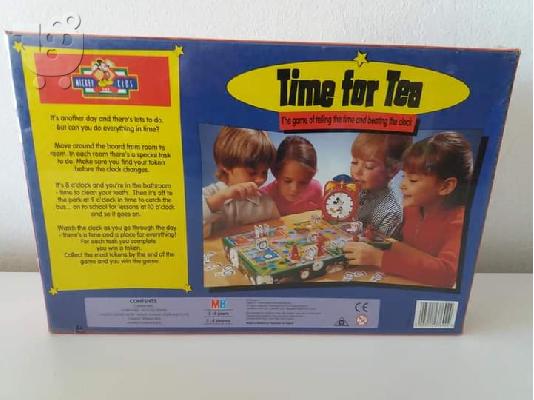 MICKEY
CLUB
Time for Tea
The game of telling the time and beating the clock
It's another day and there's lots to do,
but can you do everything in time?
Move around the board from room to
room. In each room there's a special task
to do. Make sure you find your token
before the clock changes.
It's 8 o'clock and you're in the bathroom
- time to clean your teeth. Then it's off to
the park at 9 o'clock in time to catch the
bus... on to school for lessons at 10 o'clock
and so it goes on.
Watch the clock as you go through the day
- there's a time and a place for everything!
For each task you complete
you win a token.
Collect the most tokens by the end of the
game and you win the game.
CONTENTS
MB
CE